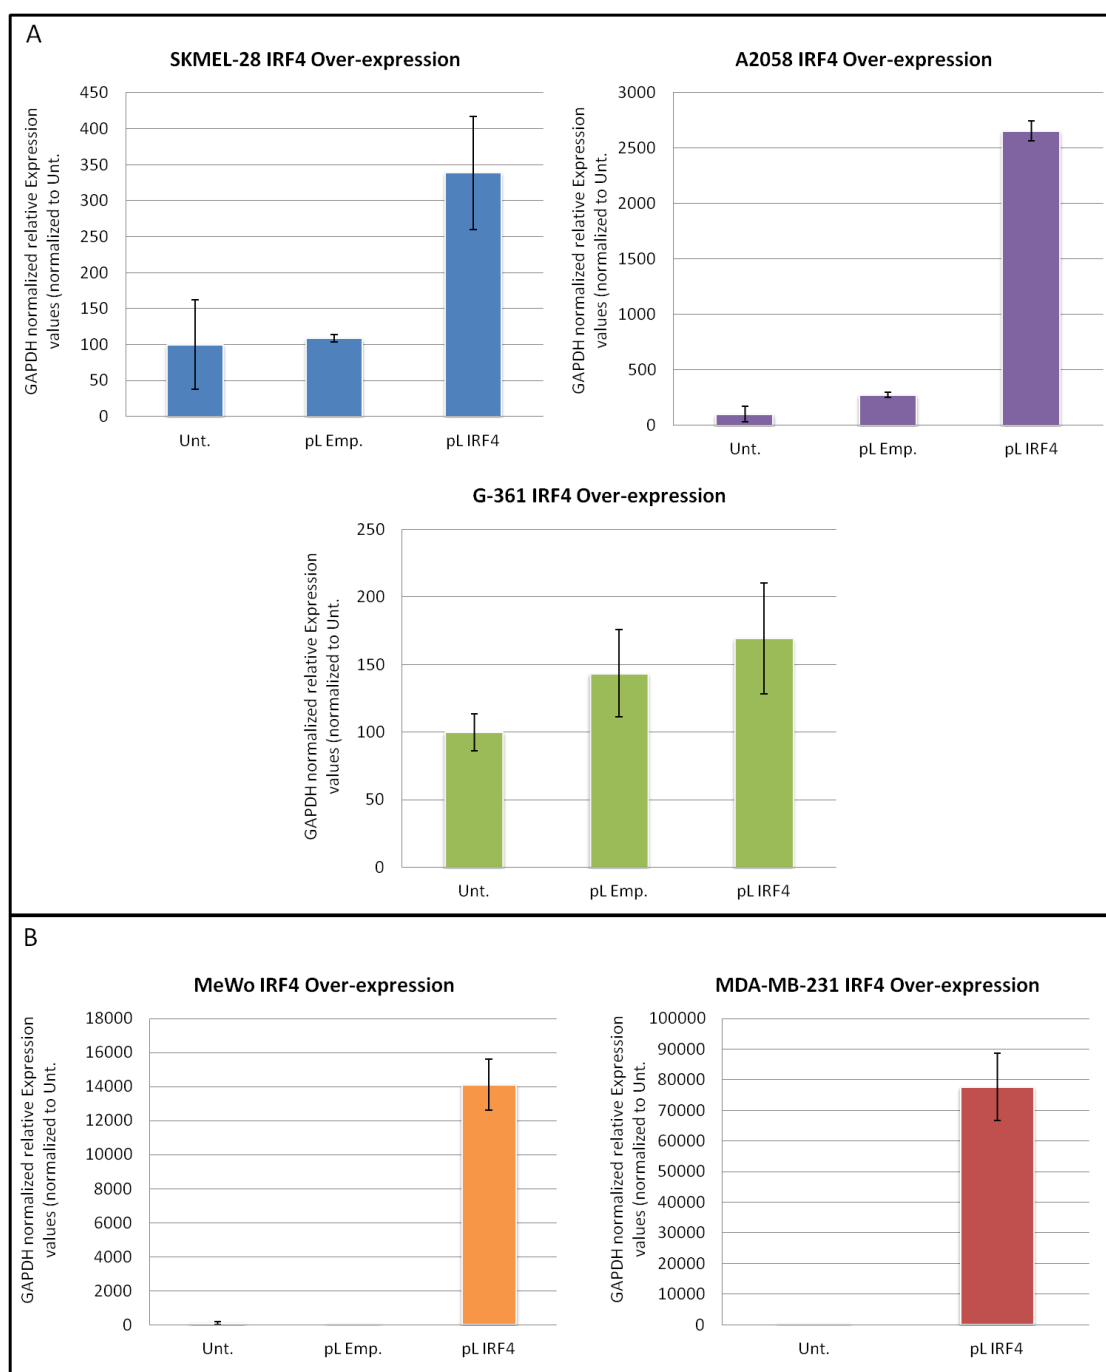 A
SKMEL-28 IRF4 Over-expression
GAPDH normalized relative Expression
values (normalized to Unt.
450
400
350
300
250
200
150
100
50
0
Unt.
pL Emp.
pL IRF4
A2058 IRF4 Over-expression
GAPDH normalized relative Expression
values (normalized to Unt.
3000
2500
2000
1500
1000
500
0
Unt.
pL Emp.
pL IRF4
G-361 IRF4 Over-expression
GAPDH normalized relative Expression
values (normalized to Unt.
250
200
150
100
50
0
Unt.
pL Emp.
pL IRF4
B
MeWo IRF4 Over-expression
GAPDH normalized relative Expression
values (normalized to Unt.
18000
16000
14000
12000
10000
8000
6000
4000
2000
0
Unt.
pL Emp.
pL IRF4
MDA-MB-231 IRF4 Over-expression
GAPDH normalized relative Expression
values (normalized to Unt.
100000
90000
80000
70000
60000
50000
40000
30000
20000
10000
0
Unt.
pL IRF4